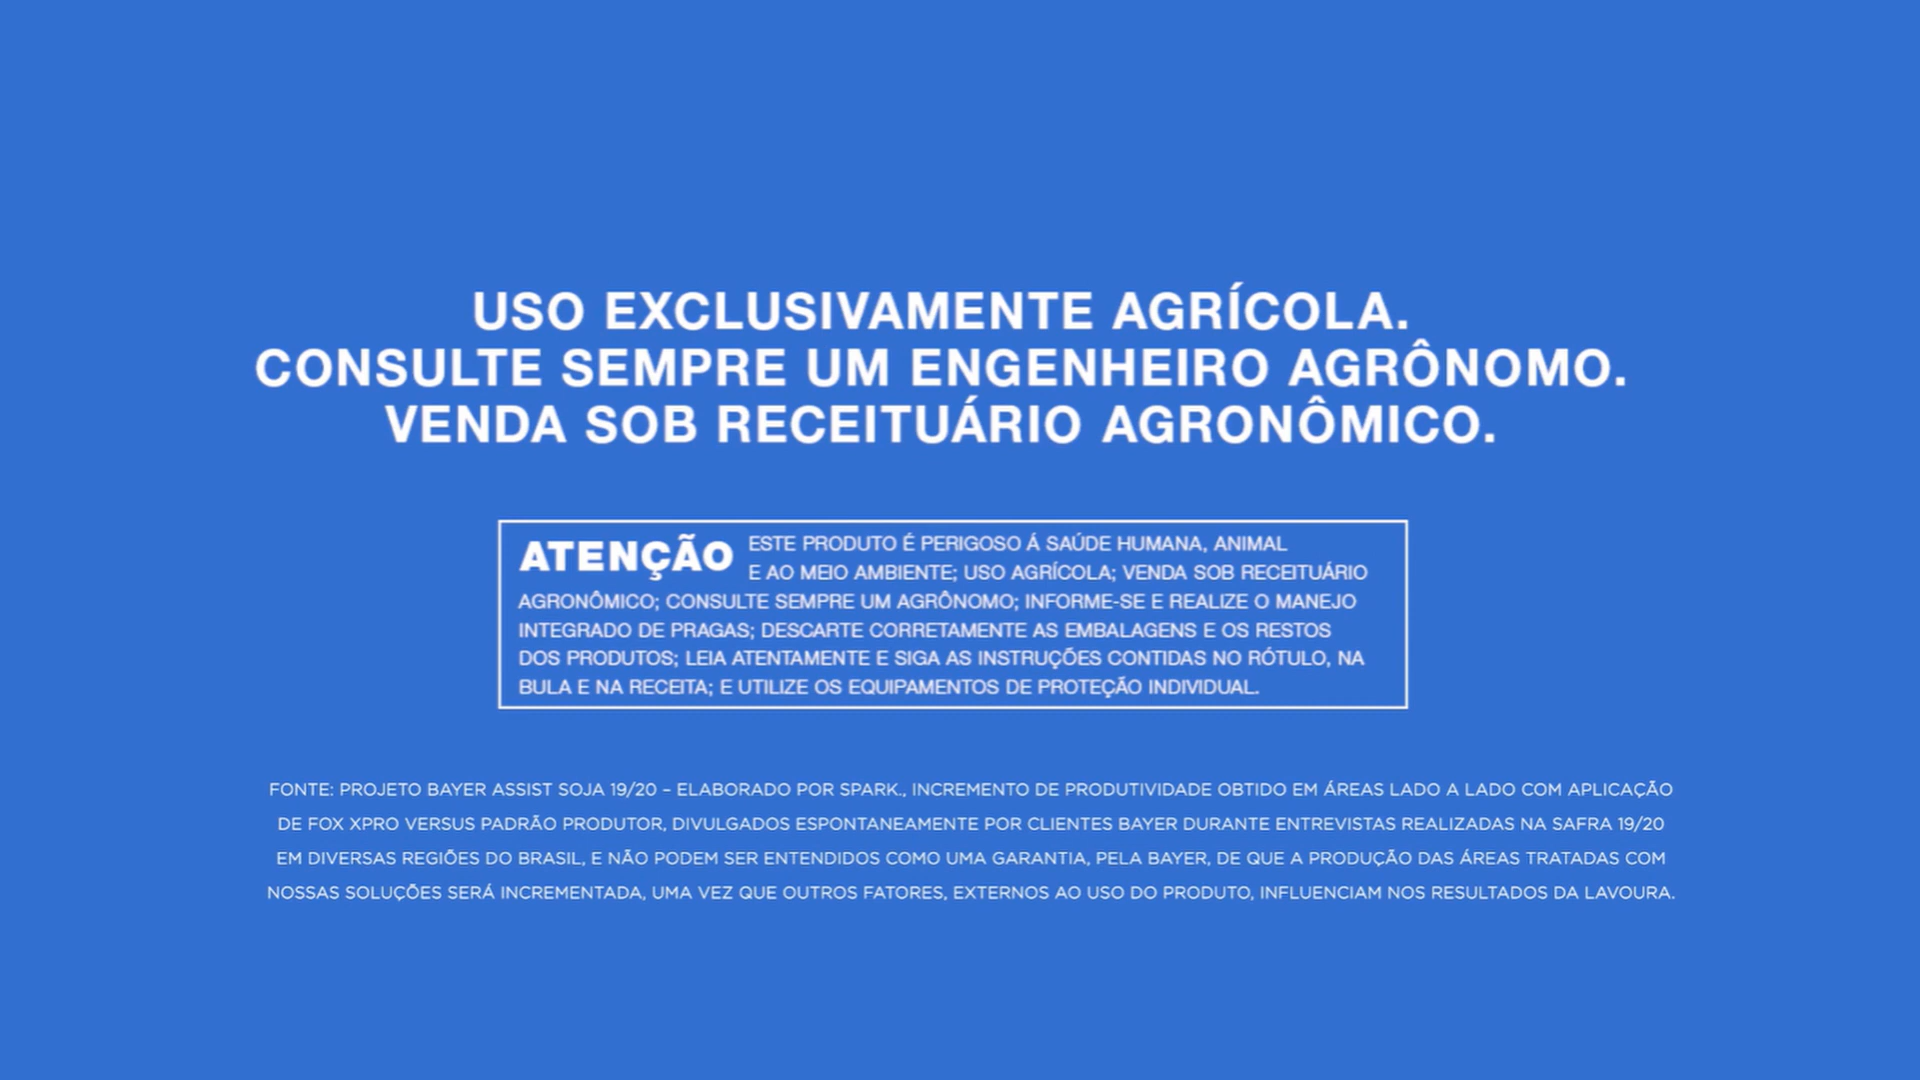 USO EXCLUSIVAMENTE AGRÍCOLA.
CONSULTE SEMPRE UM ENGENHEIRO AGRÔNOMO.
VENDA SOB RECEITUÁRIO AGRONÔMICO.
ATENÇÃO ESTE PRODUTO É PERIGOSO Á SAÚDE HUMANA, ANIMAL
E AO MEIO AMBIENTE; USO AGRÍCOLA; VENDA SOB RECEITUÁRIO
AGRONÔMICO; CONSULTE SEMPRE UM AGRÔNOMO; INFORME-SE E REALIZE O MANEJO
INTEGRADO DE PRAGAS; DESCARTE CORRETAMENTE AS EMBALAGENS E OS RESTOS
DOS PRODUTOS; LEIA ATENTAMENTE E SIGA AS INSTRUÇÕES CONTIDAS NO RÓTULO, NA
BULA E NA RECEITA; E UTILIZE OS EQUIPAMENTOS DE PROTEÇÃO INDIVIDUAL.
FONTE: PROJETO BAYER ASSIST SOJA 19/20 – ELABORADO POR SPARK., INCREMENTO DE PRODUTIVIDADE OBTIDO EM ÁREAS LADO A LADO COM APLICAÇÃO
DE FOX XPRO VERSUS PADRÃO PRODUTOR, DIVULGADOS ESPONTANEAMENTE POR CLIENTES BAYER DURANTE ENTREVISTAS REALIZADAS NA SAFRA 19/20
EM DIVERSAS REGIÕES DO BRASIL, E NÃO PODEM SER ENTENDIDOS COMO UMA GARANTIA, PELA BAYER, DE QUE A PRODUÇÃO DAS ÁREAS TRATADAS COM
NOSSAS SOLUÇÕES SERÁ INCREMENTADA, UMA VEZ QUE OUTROS FATORES, EXTERNOS AO USO DO PRODUTO, INFLUENCIAM NOS RESULTADOS DA LAVOURA.